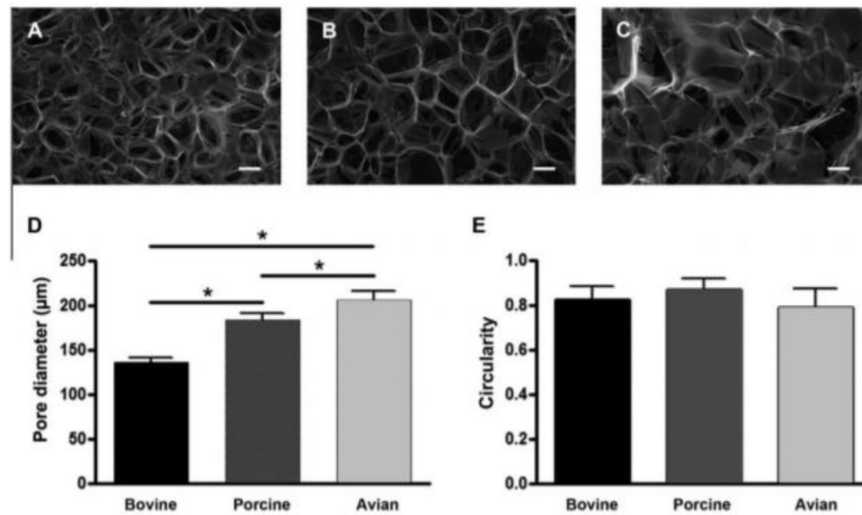 A B C
D
*
* *
250
200
150
100
50
0
Pore diameter (µm)
Bovine Porcine Avian
E
1.0
0.8
0.6
0.4
0.2
0.0
Circularity
Bovine Porcine Avian